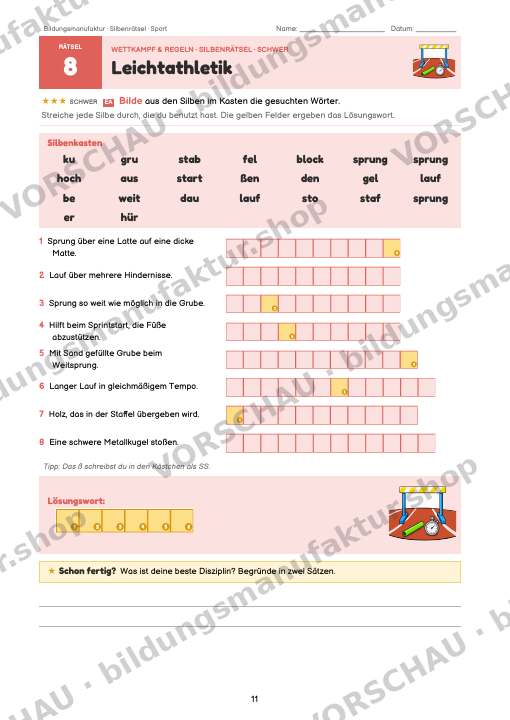 Bildungsmanufaktur · Silbenrätsel · Sport Name: Datum:
RÄTSEL
8
WETTKAMPF & REGELN · SILBENRÄTSEL · SCHWER
Leichtathletik
★★★ SCHWER EA Bilde aus den Silben im Kasten die gesuchten Wörter.
Streiche jede Silbe durch, die du benutzt hast. Die gelben Felder ergeben das Lösungswort.
Silbenkasten
ku gru stab fel block sprung sprung
hoch aus start ßen den gel lauf
be weit dau lauf sto staf sprung
er hür
1 Sprung über eine Latte auf eine dicke
Matte.
2 Lauf über mehrere Hindernisse.
3 Sprung so weit wie möglich in die Grube.
4 Hilft beim Sprintstart, die Füße
abzustützen.
5 Mit Sand gefüllte Grube beim
Weitsprung.
6 Langer Lauf in gleichmäßigem Tempo.
7 Holz, das in der Staffel übergeben wird.
8 Eine schwere Metallkugel stoßen.
Tipp: Das ß schreibst du in den Kästchen als SS.
Lösungswort:
★ Schon fertig? Was ist deine beste Disziplin? Begründe in zwei Sätzen.
11
VORSCHAU · bildungsmanufaktur.shop